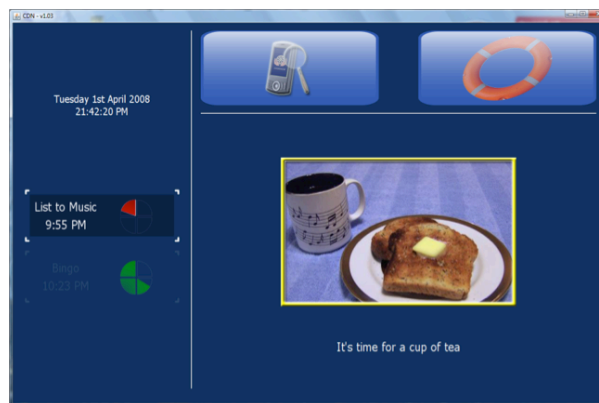 CDN - v1.03
Tuesday 1st April 2008
21:42:20 PM
List to Music
9:55 PM
Bingo
10:23 PM
It's time for a cup of tea